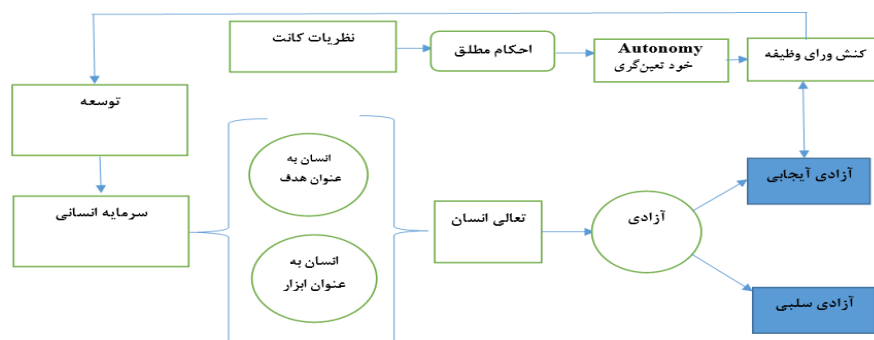 نظریات کانت
احکام مطلق
Autonomy
خود تعین‌گری
کنش ورای وظیفه
توسعه
انسان به
عنوان هدف
آزادی آیجابی
سرمایه انسانی
تعالی انسان
آزادی
انسان به
عنوان ابزار
آزادی سلبی